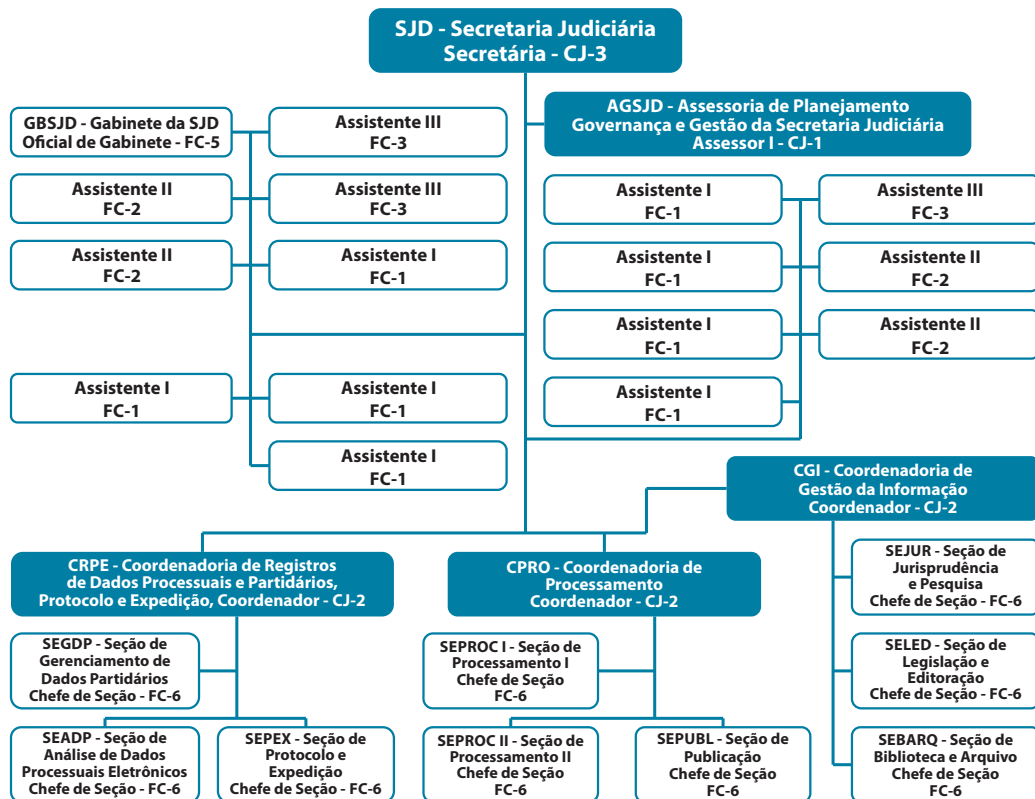 SJD - Secretaria Judiciária
Secretária - CJ-3
GBSJD - Gabinete da SJD
Oficial de Gabinete - FC-5
Assistente III
FC-3
AGSJD - Assessoria de Planejamento
Governança e Gestão da Secretaria Judiciária
Assessor I - CJ-1
Assistente II
FC-2
Assistente III
FC-3
Assistente I
FC-1
Assistente III
FC-3
Assistente II
FC-2
Assistente I
FC-1
Assistente I
FC-1
Assistente II
FC-2
Assistente I
FC-1
Assistente II
FC-2
Assistente I
FC-1
Assistente I
FC-1
Assistente I
FC-1
Assistente I
FC-1
CGI - Coordenadoria de
Gestão da Informação
Coordenador - CJ-2
CRPE - Coordenadoria de Registros
de Dados Processuais e Partidários,
Protocolo e Expedição, Coordenador - CJ-2
CPRO - Coordenadoria de
Processamento
Coordenador - CJ-2
SEJUR - Seção de
Jurisprudência
e Pesquisa
Chefe de Seção - FC-6
SEGDP - Seção de
Gerenciamento de
Dados Partidários
Chefe de Seção - FC-6
SEPROC I - Seção de
Processamento I
Chefe de Seção
FC-6
SELED - Seção de
Legislação e
Editoração
Chefe de Seção - FC-6
SEADP - Seção de
Análise de Dados
Processuais Eletrônicos
Chefe de Seção - FC-6
SEPEX - Seção de
Protocolo e
Expedição
Chefe de Seção - FC-6
SEPROC II - Seção de
Processamento II
Chefe de Seção
FC-6
SEPUBL - Seção de
Publicação
Chefe de Seção
FC-6
SEBARQ - Seção de
Biblioteca e Arquivo
Chefe de Seção
FC-6